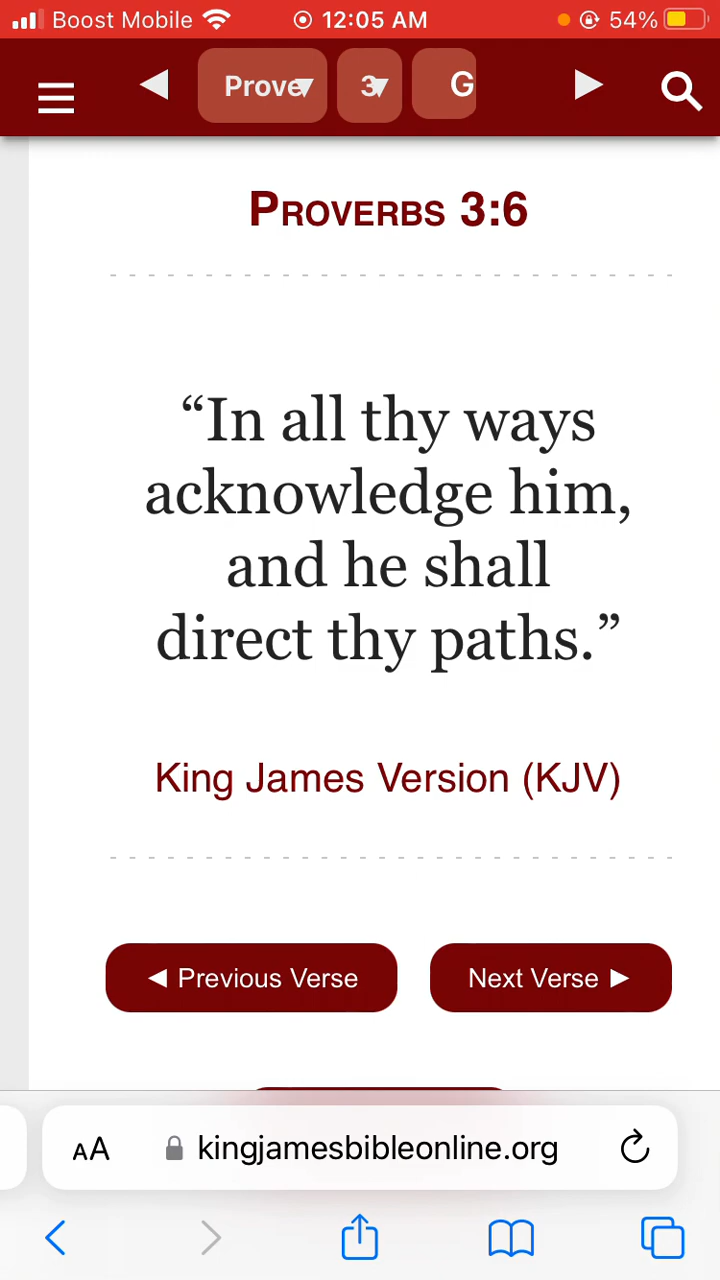 Boost Mobile 12:05 AM 54%
Prove 3 G
PROVERBS 3:6
“In all thy ways
acknowledge him,
and he shall
direct thy paths.”
King James Version (KJV)
◀ Previous Verse Next Verse ▶
AA kingjamesbibleonline.org